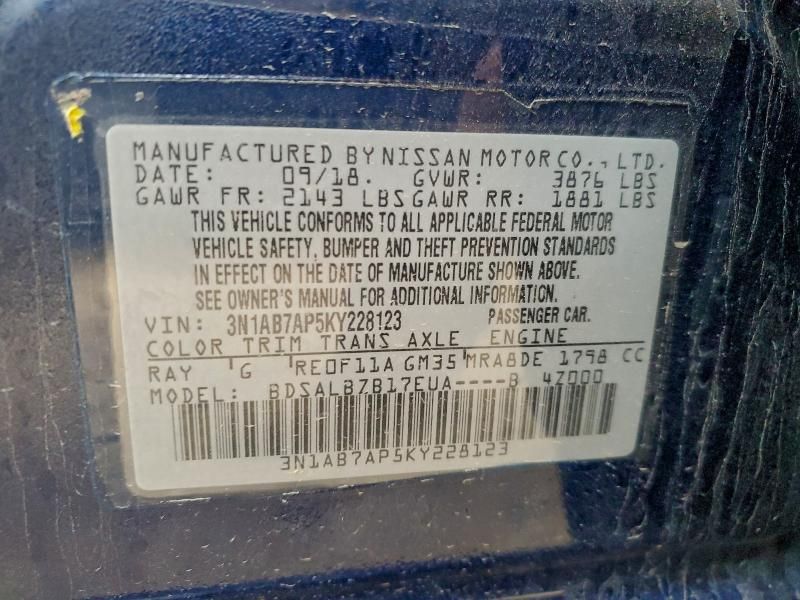 MANUFACTURED BY NISSAN MOTOR CO., LTD.
DATE: 09/18. GVWR: 3876 LBS
GAWR FR: 2143 LBS GAWR RR: 1881 LBS
THIS VEHICLE CONFORMS TO ALL APPLICABLE FEDERAL MOTOR
VEHICLE SAFETY, BUMPER AND THEFT PREVENTION STANDARDS
IN EFFECT ON THE DATE OF MANUFACTURE SHOWN ABOVE.
SEE OWNER'S MANUAL FOR ADDITIONAL INFORMATION.
VIN: 3N1AB7AP5KY228123 PASSENGER CAR.
COLOR TRIM TRANS AXLE ENGINE
RAY G RE0F11A GM35 MRA8DE 1798 CC
MODEL: BDSALBZB17EUA----B 4Z000
3N1AB7AP5KY228123